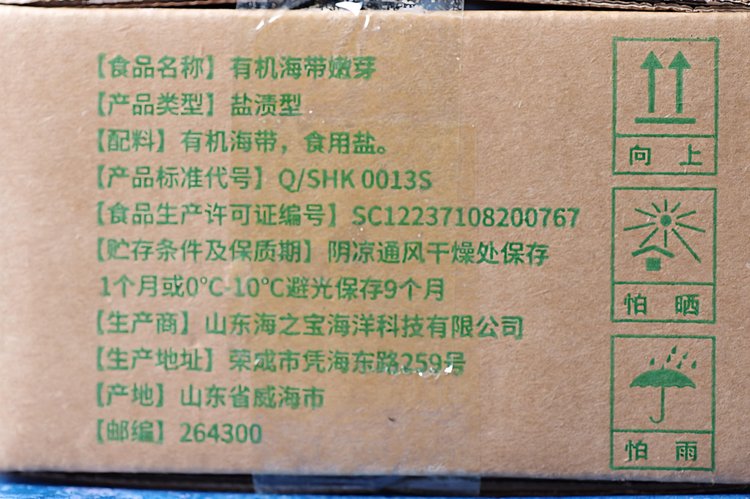 【食品名称】有机海带嫩芽
【产品类型】盐渍型
【配料】有机海带，食用盐。
【产品标准代号】Q/SHK 0013S
【食品生产许可证编号】SC12237108200767
【贮存条件及保质期】阴凉通风干燥处保存
1个月或0℃-10℃避光保存9个月
【生产商】山东海之宝海洋科技有限公司
【生产地址】荣成市凭海东路259号
【产地】山东省威海市
【邮编】264300
向上
怕晒
怕雨